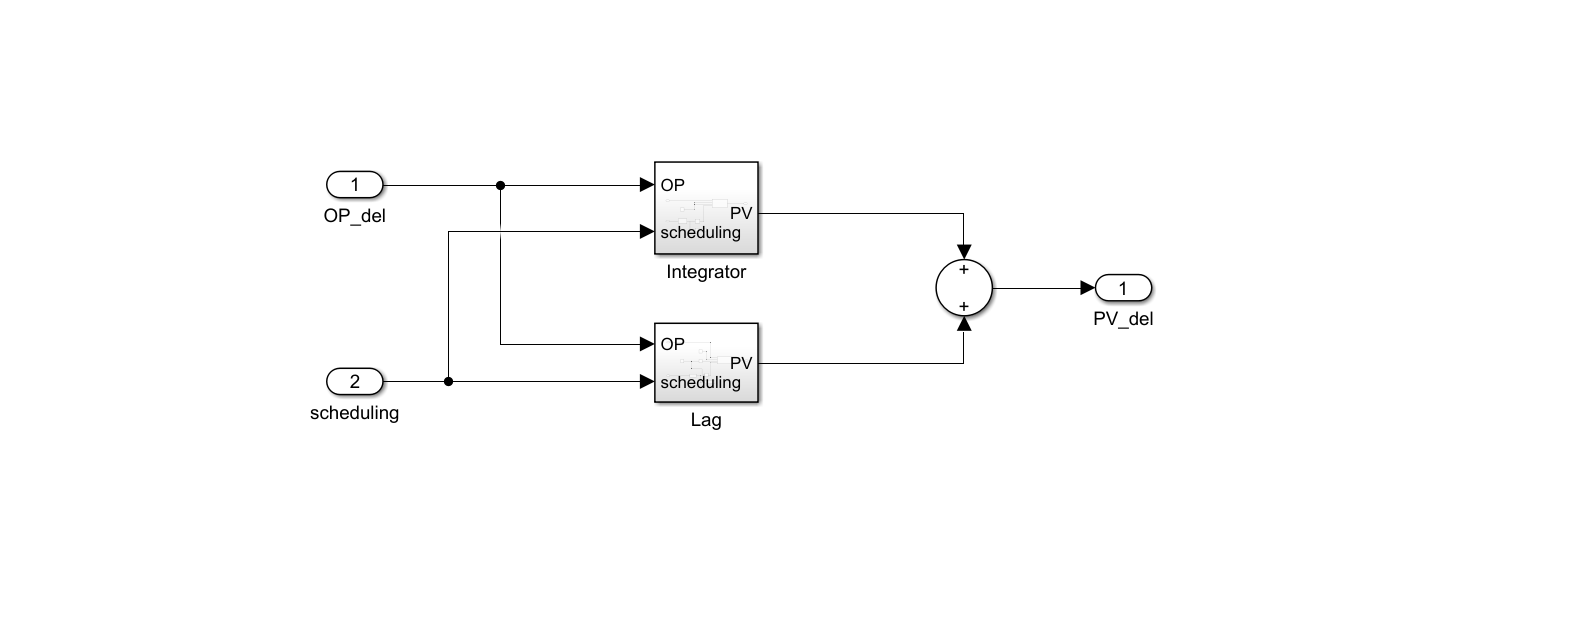 1
OP_del
OP
PV
scheduling
Integrator
+
+
1
PV_del
OP
PV
scheduling
Lag
2
scheduling